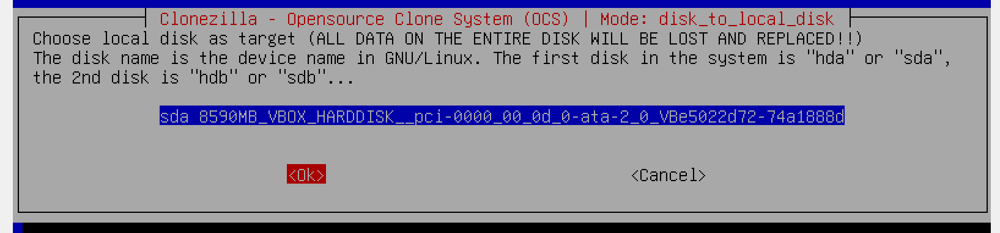 Clonezilla - Opensource Clone System (OCS) | Mode: disk_to_local_disk
Choose local disk as target (ALL DATA ON THE ENTIRE DISK WILL BE LOST AND REPLACED!!)
The disk name is the device name in GNU/Linux. The first disk in the system is "hda" or "sda",
the 2nd disk is "hdb" or "sdb"...
sda 8590MB_VBOX_HARDDISK__pci-0000_00_0d_0-ata-2_0_VBe5022d72-74a1888d
<Ok> <Cancel>